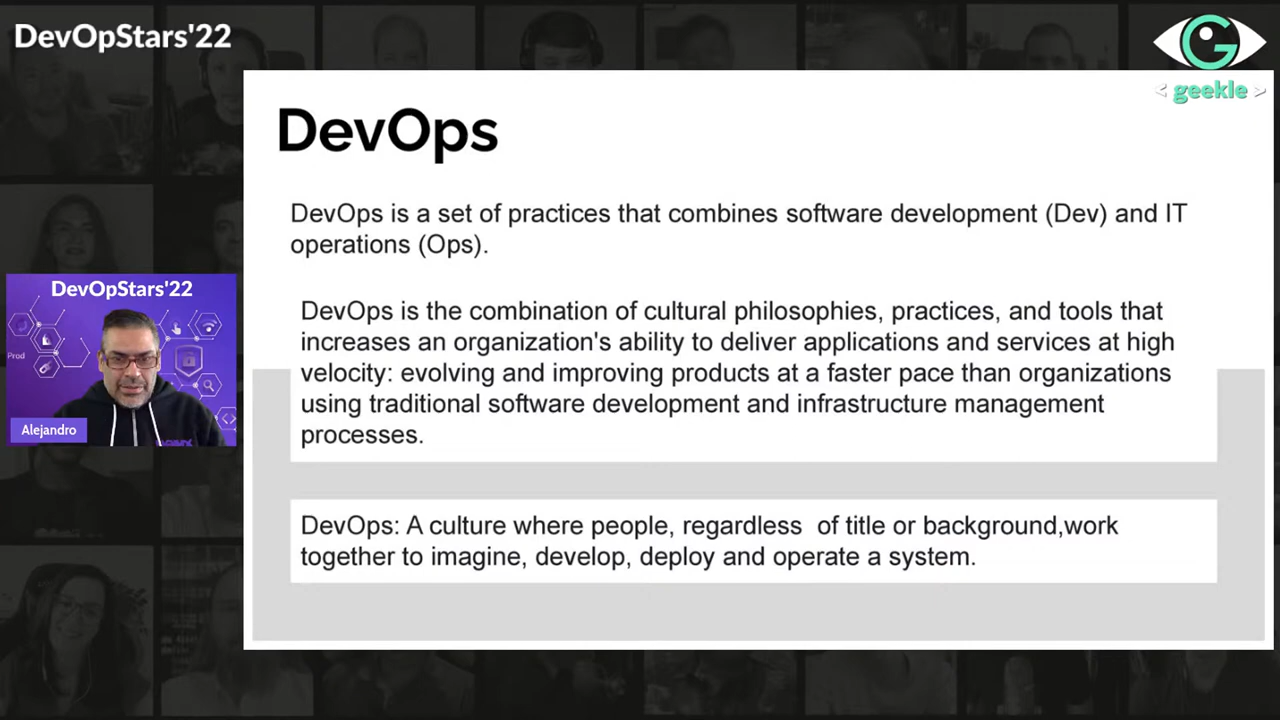 DevOpStars'22
< geekle >
DevOps
DevOps is a set of practices that combines software development (Dev) and IT
operations (Ops).
DevOps is the combination of cultural philosophies, practices, and tools that
increases an organization's ability to deliver applications and services at high
velocity: evolving and improving products at a faster pace than organizations
using traditional software development and infrastructure management
processes.
DevOps: A culture where people, regardless  of title or background,work
together to imagine, develop, deploy and operate a system.
DevOpStars'22
Prod
Alejandro